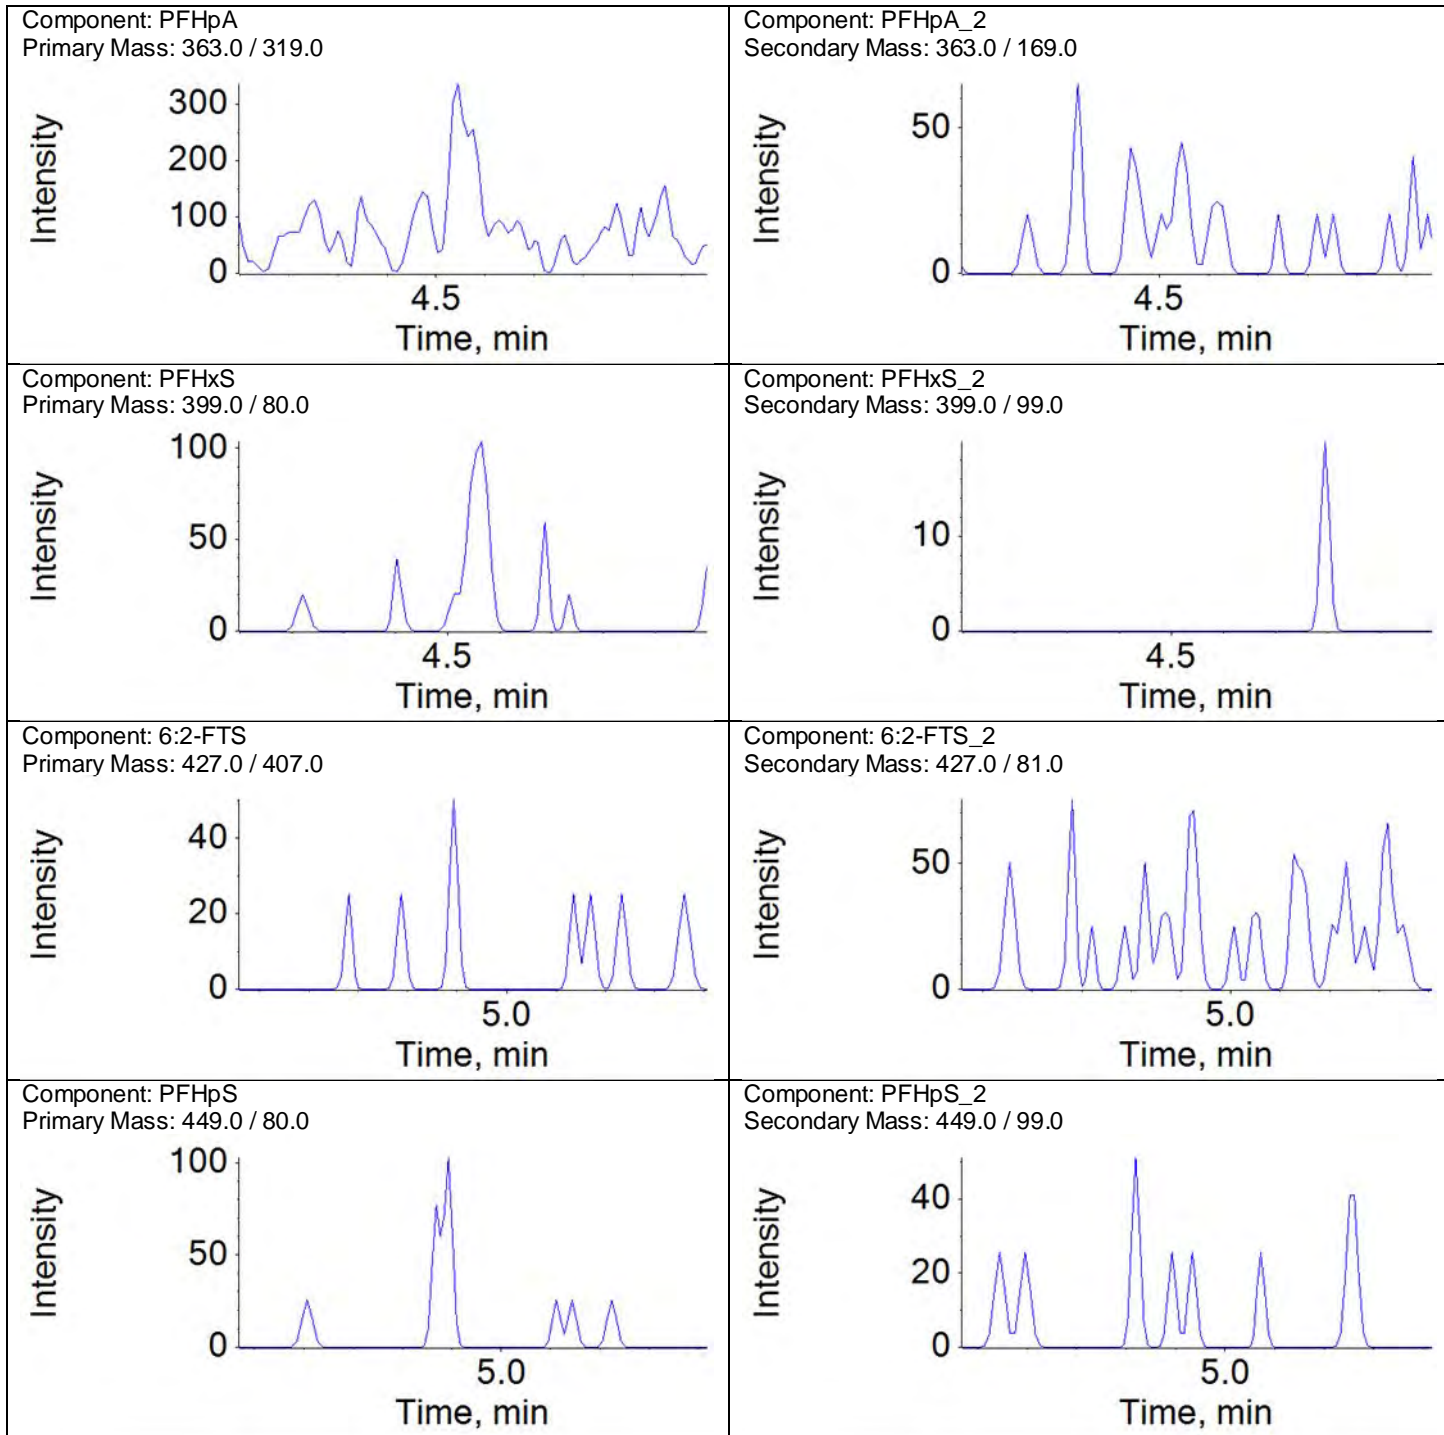 Component: PFHpA
Primary Mass: 363.0 / 319.0
Intensity
300
200
100
0
4.5
Time, min
Component: PFHpA_2
Secondary Mass: 363.0 / 169.0
Intensity
50
0
4.5
Time, min
Component: PFHxS
Primary Mass: 399.0 / 80.0
Intensity
100
50
0
4.5
Time, min
Component: PFHxS_2
Secondary Mass: 399.0 / 99.0
Intensity
10
0
4.5
Time, min
Component: 6:2-FTS
Primary Mass: 427.0 / 407.0
Intensity
40
20
0
5.0
Time, min
Component: 6:2-FTS_2
Secondary Mass: 427.0 / 81.0
Intensity
50
0
5.0
Time, min
Component: PFHpS
Primary Mass: 449.0 / 80.0
Intensity
100
50
0
5.0
Time, min
Component: PFHpS_2
Secondary Mass: 449.0 / 99.0
Intensity
40
20
0
5.0
Time, min